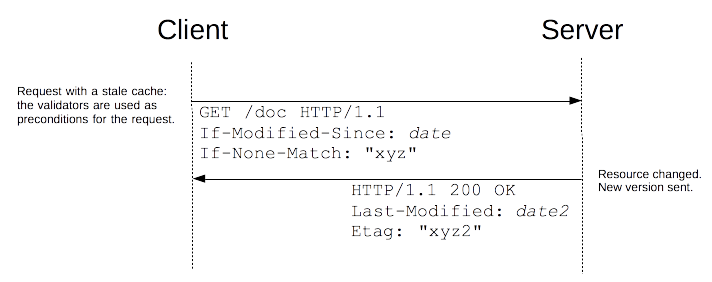 Client
Server
Request with a stale cache:
the validators are used as
preconditions for the request.
GET /doc HTTP/1.1
If-Modified-Since: date
If-None-Match: "xyz"
Resource changed.
New version sent.
HTTP/1.1 200 OK
Last-Modified: date2
Etag: "xyz2"